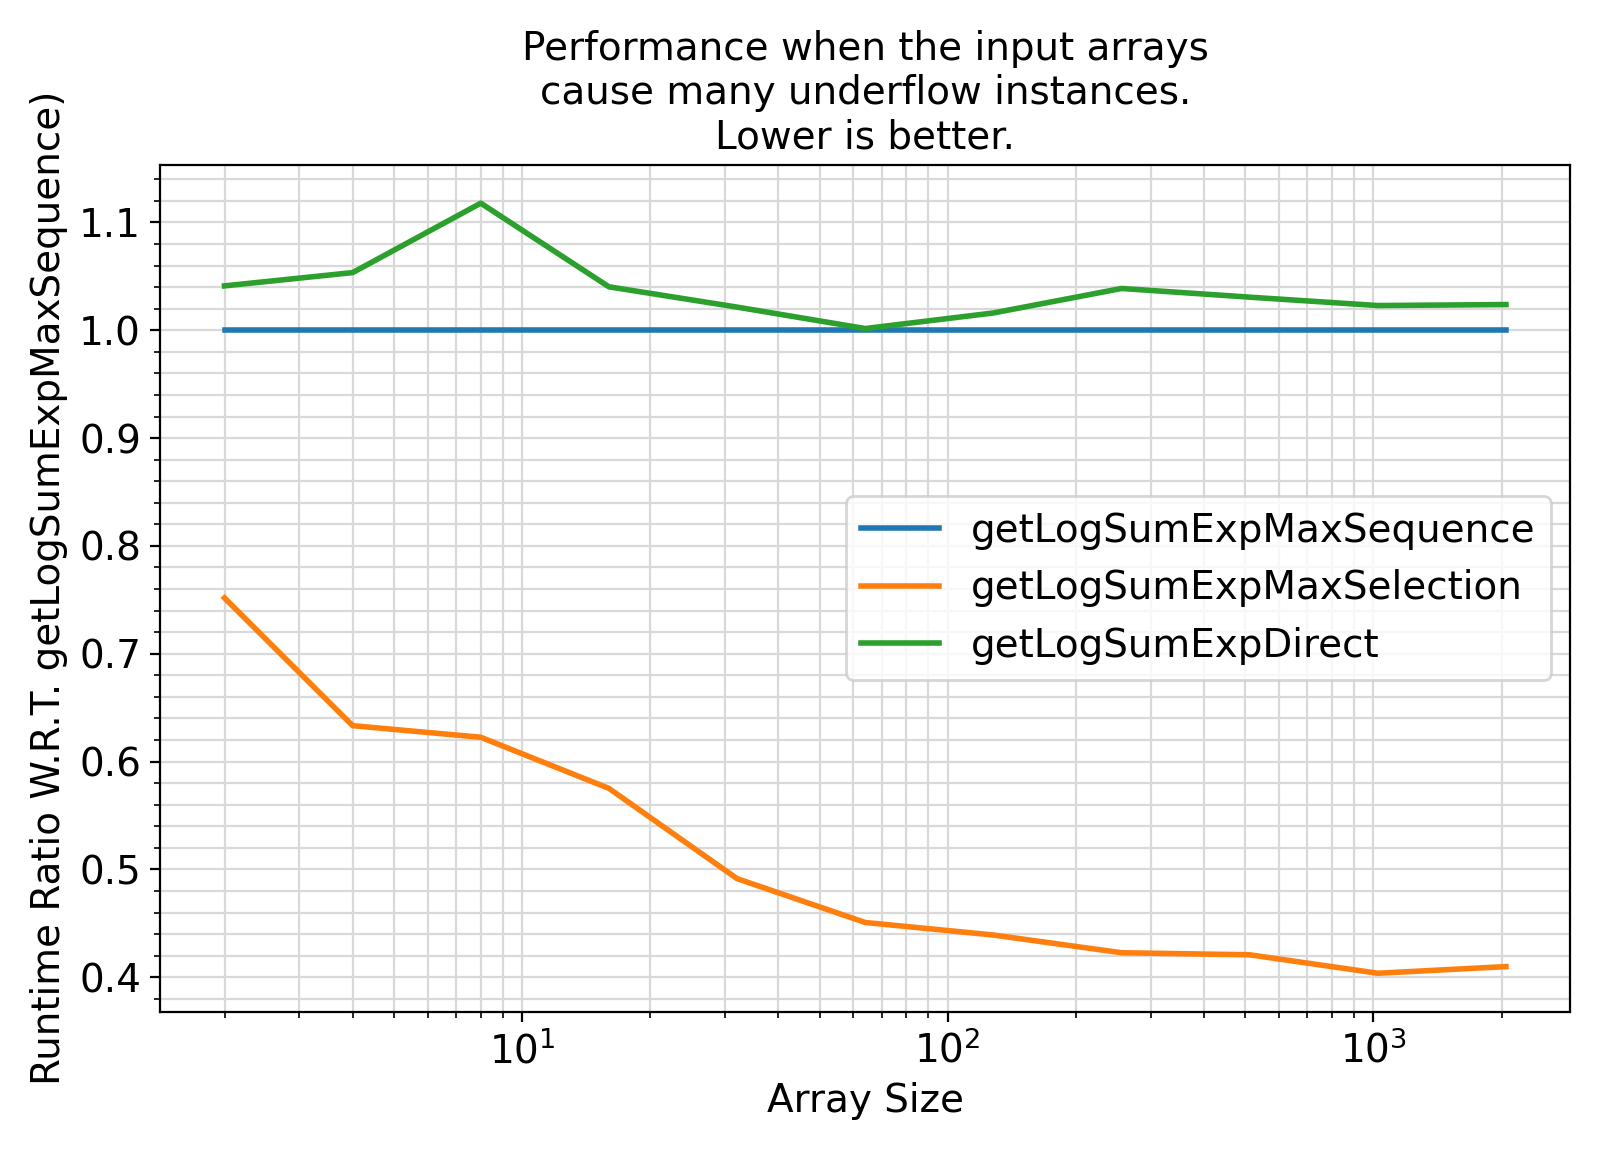 Performance when the input arrays
cause many underflow instances.
Lower is better.
Runtime Ratio W.R.T. getLogSumExpMaxSequence)
1.1
1.0
0.9
0.8
0.7
0.6
0.5
0.4
getLogSumExpMaxSequence
getLogSumExpMaxSelection
getLogSumExpDirect
10¹ 10² 10³
Array Size